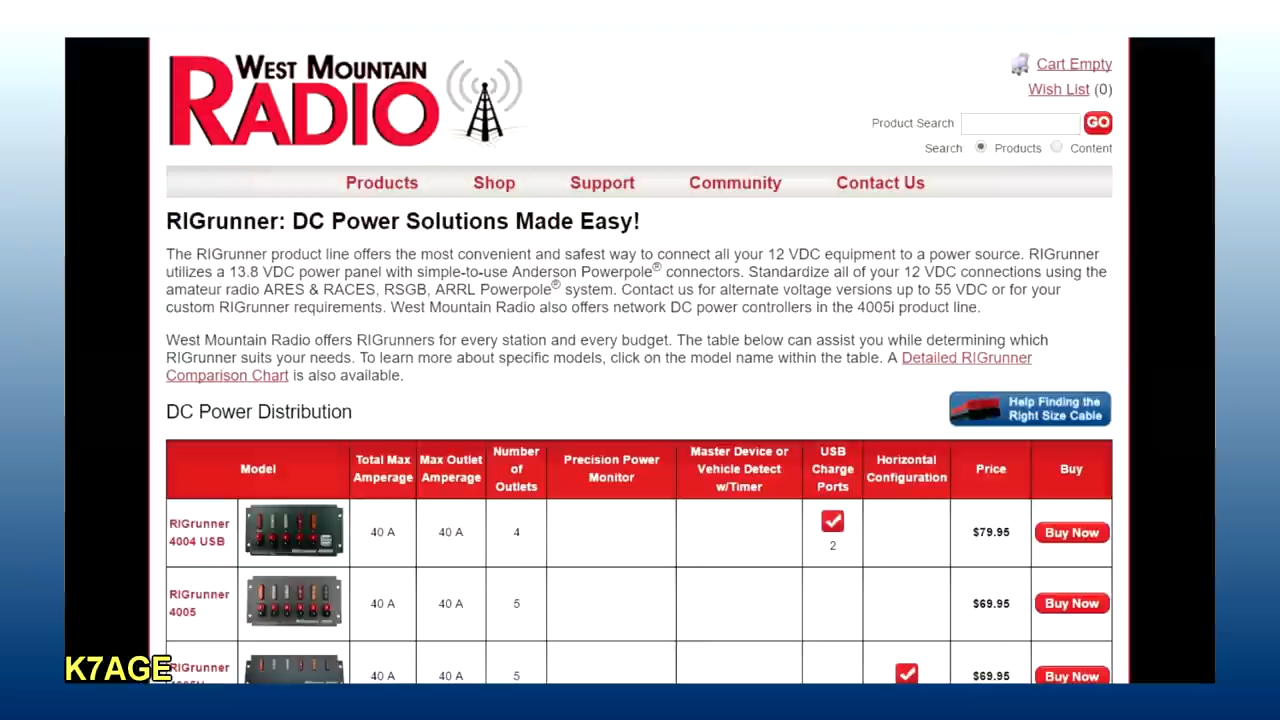 WEST MOUNTAIN
RADIO
Cart Empty
Wish List (0)
Product Search
GO
Search Products Content
Products Shop Support Community Contact Us
RIGrunner: DC Power Solutions Made Easy!
The RIGrunner product line offers the most convenient and safest way to connect all your 12 VDC equipment to a power source. RIGrunner
utilizes a 13.8 VDC power panel with simple-to-use Anderson Powerpole® connectors. Standardize all of your 12 VDC connections using the
amateur radio ARES & RACES, RSGB, ARRL Powerpole® system. Contact us for alternate voltage versions up to 55 VDC or for your
custom RIGrunner requirements. West Mountain Radio also offers network DC power controllers in the 4005i product line.
West Mountain Radio offers RIGrunners for every station and every budget. The table below can assist you while determining which
RIGrunner suits your needs. To learn more about specific models, click on the model name within the table. A Detailed RIGrunner
Comparison Chart is also available.
DC Power Distribution
Help Finding the
Right Size Cable
Model
Total Max
Amperage
Max Outlet
Amperage
Number
of
Outlets
Precision Power
Monitor
Master Device or
Vehicle Detect
w/Timer
USB
Charge
Ports
Horizontal
Configuration
Price
Buy
RIGrunner
4004 USB
40 A 40 A 4 2 $79.95 Buy Now
RIGrunner
4005
40 A 40 A 5 $69.95 Buy Now
RIGrunner
40 A 40 A 5 $69.95 Buy Now
K7AGE